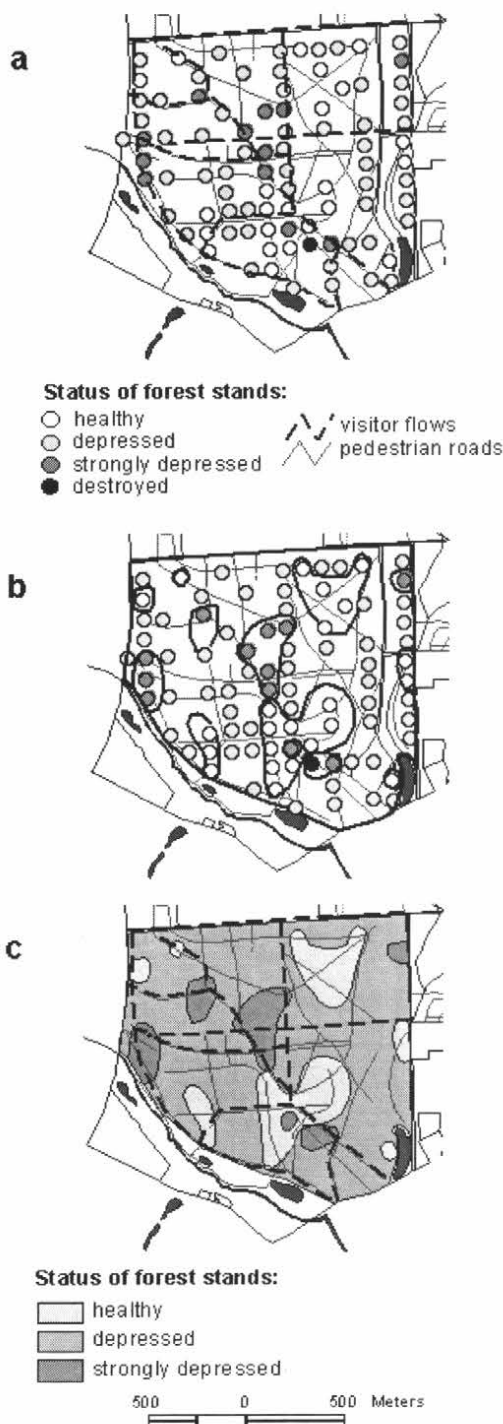 a
Status of forest stands:
healthy
depressed
strongly depressed
destroyed
visitor flows
pedestrian roads
b
c
Status of forest stands:
healthy
depressed
strongly depressed
500 0 500 Meters